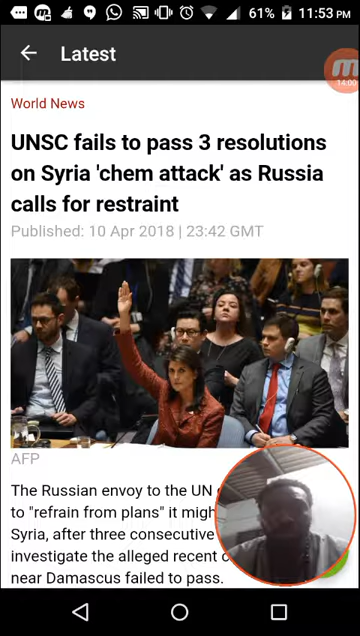 61% 11:53 PM
Latest
14:00
World News
UNSC fails to pass 3 resolutions
on Syria 'chem attack' as Russia
calls for restraint
Published: 10 Apr 2018 | 23:42 GMT
AFP
The Russian envoy to the UN
to "refrain from plans" it
Syria, after three consecutive
investigate the alleged recent
near Damascus failed to pass.